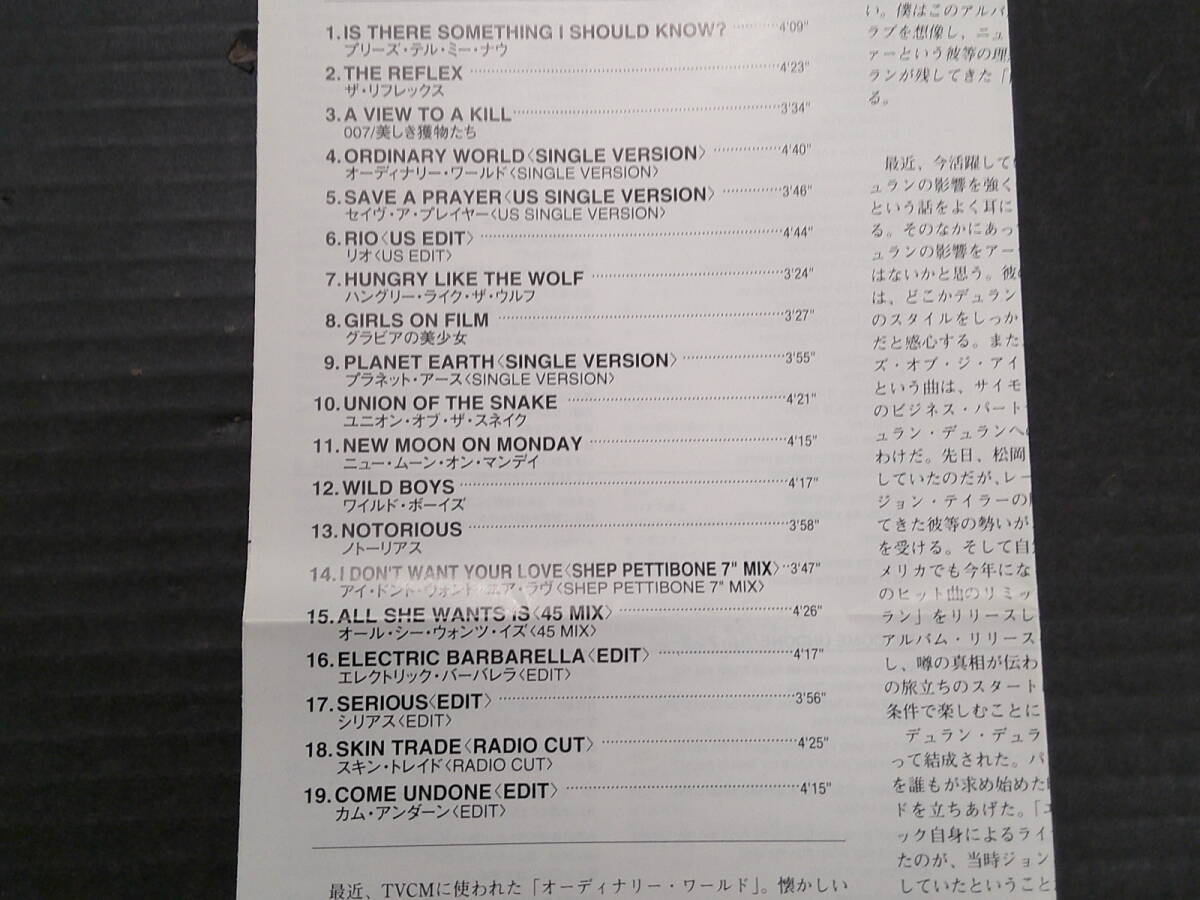 1. IS THERE SOMETHING I SHOULD KNOW? 4'09"
プリーズ・テル・ミー・ナウ
2. THE REFLEX 4'23"
ザ・リフレックス
3. A VIEW TO A KILL 3'34"
007/美しき獲物たち
4. ORDINARY WORLD〈SINGLE VERSION〉 4'40"
オーディナリー・ワールド〈SINGLE VERSION〉
5. SAVE A PRAYER〈US SINGLE VERSION〉 3'46"
セイヴ・ア・プレイヤー〈US SINGLE VERSION〉
6. RIO〈US EDIT〉 4'44"
リオ〈US EDIT〉
7. HUNGRY LIKE THE WOLF 3'24"
ハングリー・ライク・ザ・ウルフ
8. GIRLS ON FILM 3'27"
グラビアの美少女
9. PLANET EARTH〈SINGLE VERSION〉 3'55"
プラネット・アース〈SINGLE VERSION〉
10. UNION OF THE SNAKE 4'21"
ユニオン・オブ・ザ・スネイク
11. NEW MOON ON MONDAY 4'15"
ニュー・ムーン・オン・マンデイ
12. WILD BOYS 4'17"
ワイルド・ボーイズ
13. NOTORIOUS 3'58"
ノトーリアス
14. I DON'T WANT YOUR LOVE〈SHEP PETTIBONE 7" MIX〉 3'47"
アイ・ドント・ウォント・ユア・ラヴ〈SHEP PETTIBONE 7" MIX〉
15. ALL SHE WANTS IS〈45 MIX〉 4'26"
オール・シー・ウォンツ・イズ〈45 MIX〉
16. ELECTRIC BARBARELLA〈EDIT〉 4'17"
エレクトリック・バーバレラ〈EDIT〉
17. SERIOUS〈EDIT〉 3'56"
シリアス〈EDIT〉
18. SKIN TRADE〈RADIO CUT〉 4'25"
スキン・トレイド〈RADIO CUT〉
19. COME UNDONE〈EDIT〉 4'15"
カム・アンダーン〈EDIT〉
最近、TVCMに使われた「オーディナリー・ワールド」。懐かしい
い。僕はこのアルバ
ラブを想像し、ニュ
ァーという彼等の理
ランが残してきた「
る。
最近、今活躍して
ュランの影響を強く
という話をよく耳に
る。そのなかにあっ
ュランの影響をアー
はないかと思う。彼
は、どこかデュラン
のスタイルをしっか
だと感心する。また
ズ・オブ・ジ・アイ
という曲は、サイモ
のビジネス・パート
ュラン・デュランへ
わけだ。先日、松岡
していたのだが、レー
ジョン・テイラーの
てきた彼等の勢いが
を受ける。そして自
メリカでも今年にな
のヒット曲のリミッ
ラン」をリリースし
アルバム・リリース
し、噂の真相が伝わ
の旅立ちのスタート
条件で楽しむことに
デュラン・デュラ
って結成された。バ
を誰もが求め始めた
ドを立ちあげた。「
ック自身によるライ
たのが、当時ジョン
していたということ